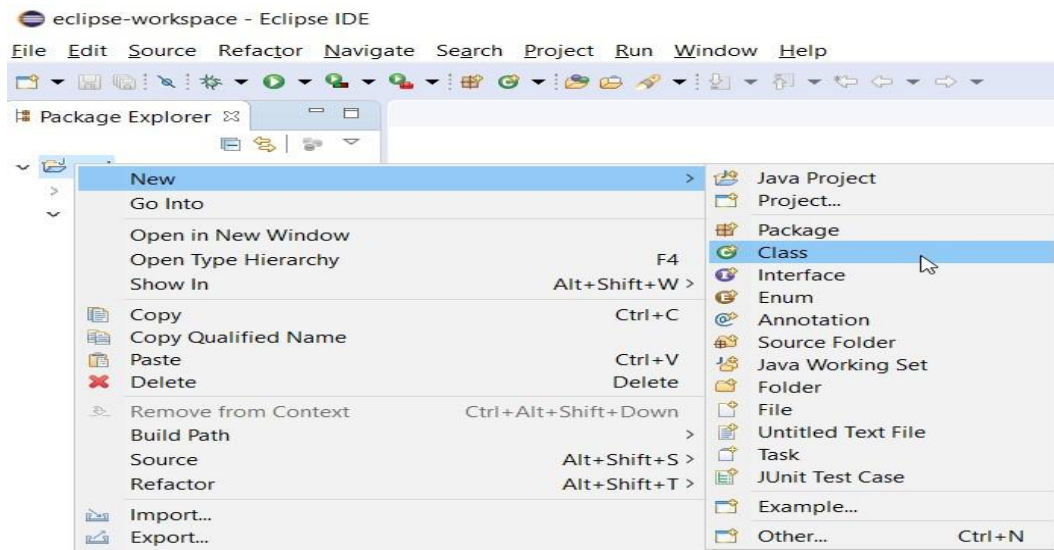 eclipse-workspace - Eclipse IDE
File Edit Source Refactor Navigate Search Project Run Window Help
Package Explorer
New >
Go Into
Open in New Window
Open Type Hierarchy F4
Show In Alt+Shift+W >
Copy Ctrl+C
Copy Qualified Name
Paste Ctrl+V
Delete Delete
Remove from Context Ctrl+Alt+Shift+Down
Build Path >
Source Alt+Shift+S >
Refactor Alt+Shift+T >
Import...
Export...
Java Project
Project...
Package
Class
Interface
Enum
Annotation
Source Folder
Java Working Set
Folder
File
Untitled Text File
Task
JUnit Test Case
Example...
Other... Ctrl+N